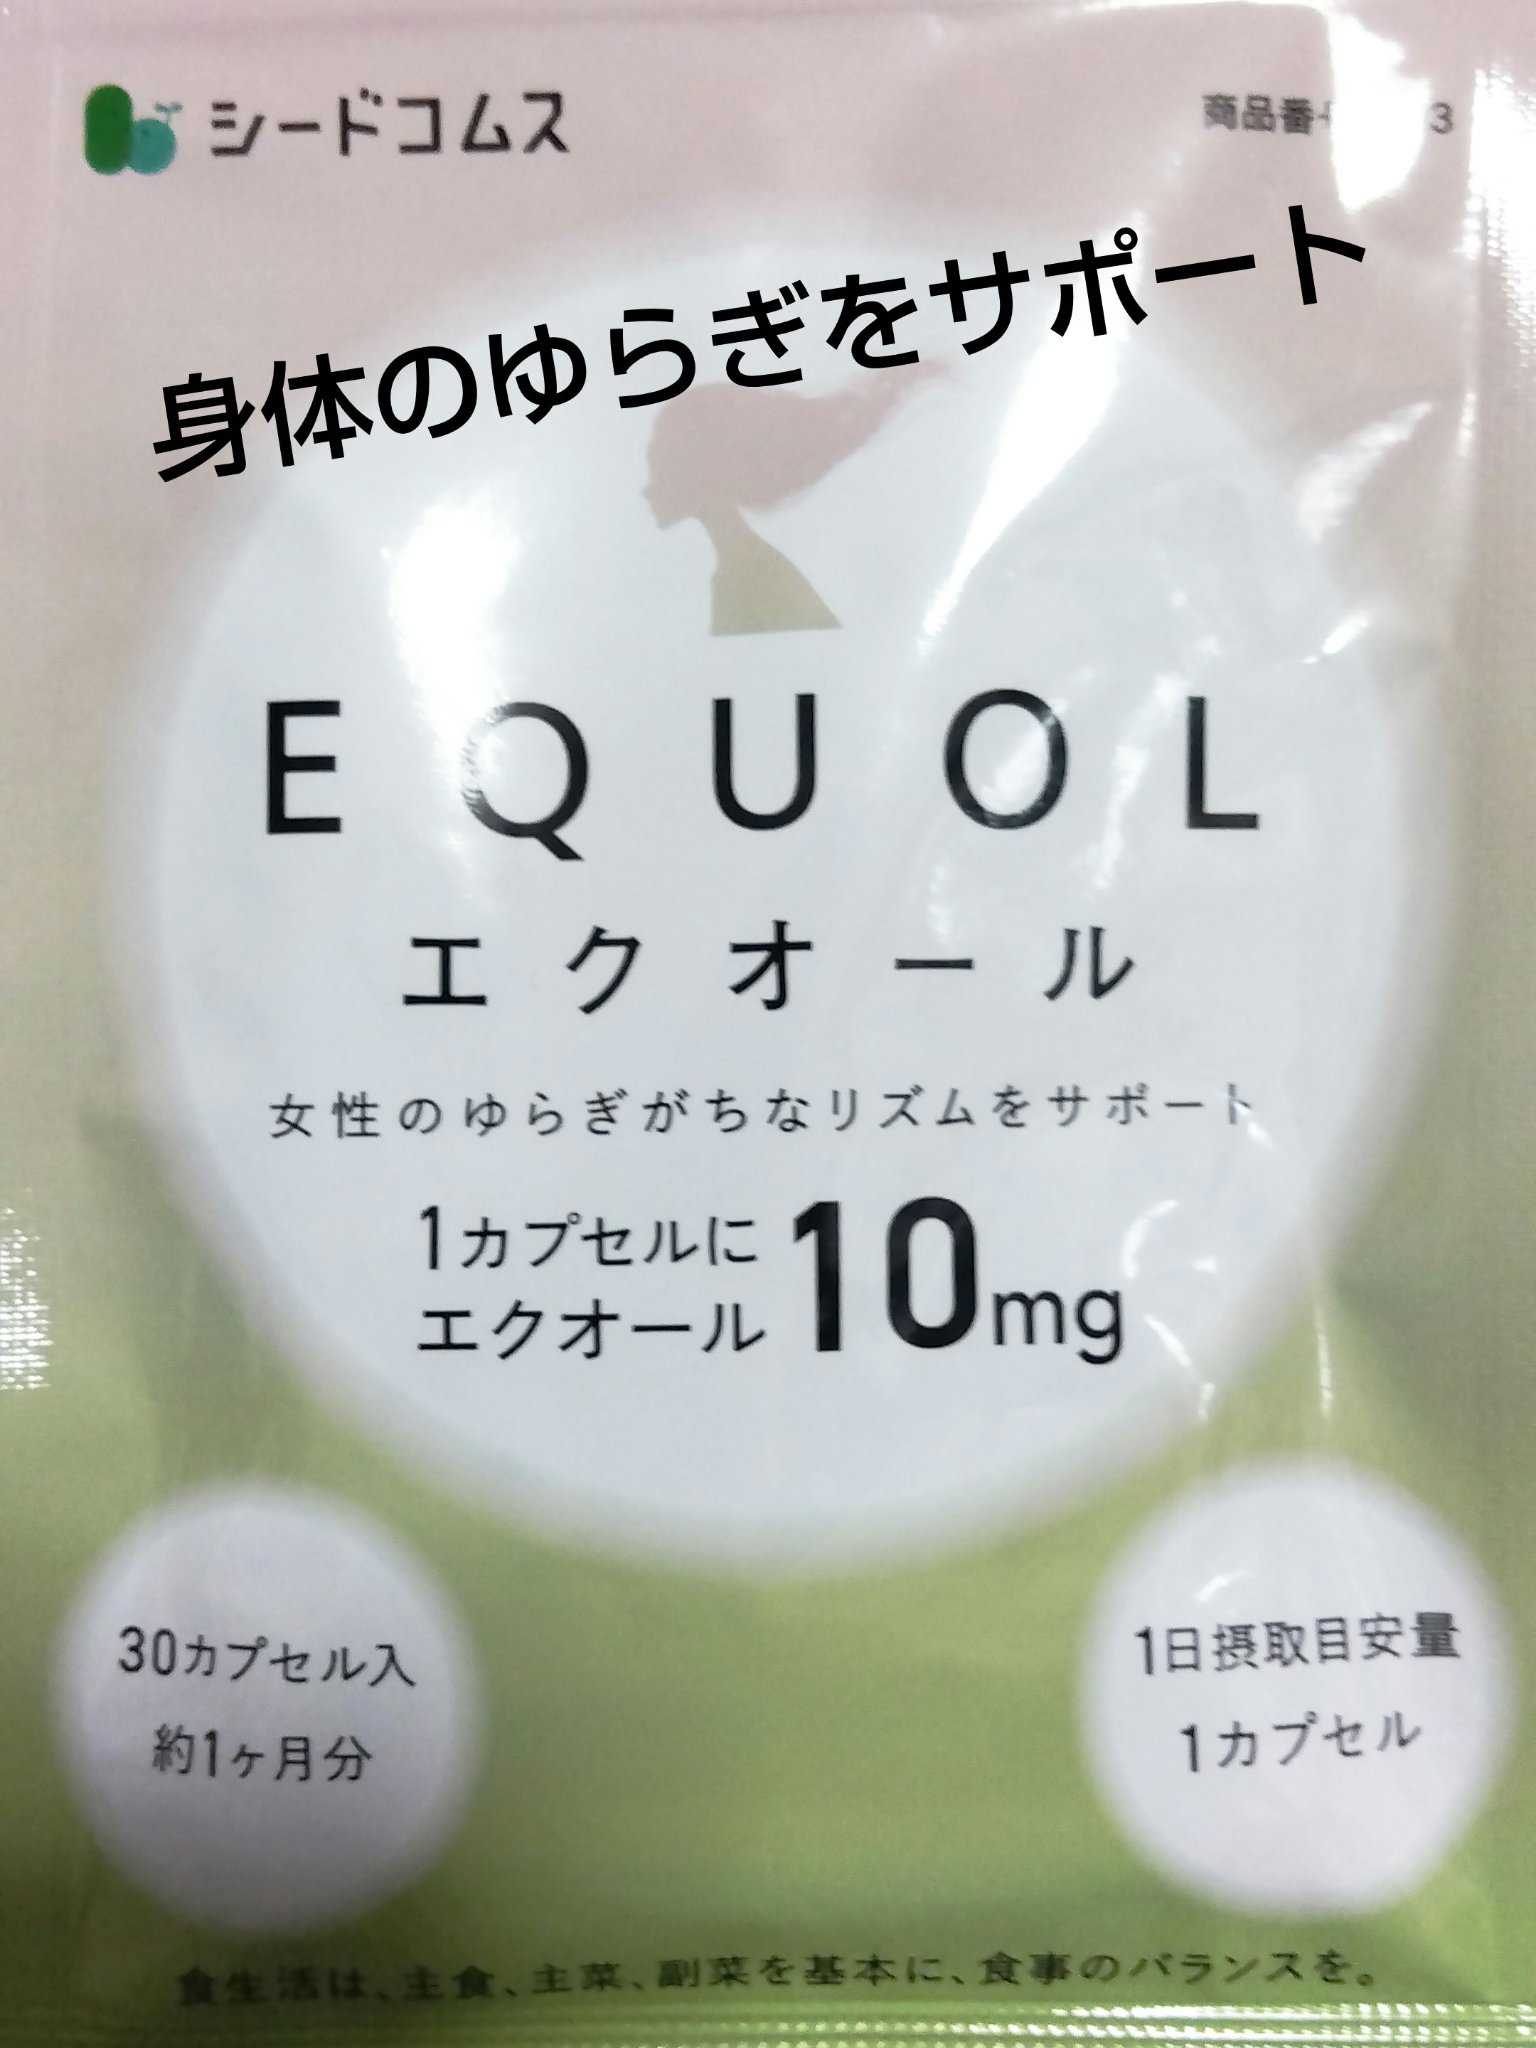 シードコムス
商品番
3
身体のゆらぎをサポート
EQUOL
エクオール
女性のゆらぎがちなリズムをサポート
1カプセルに
エクオール10mg
30カプセル入
約1ヶ月分
1日摂取目安量
1カプセル
食生活は、主食、主菜、副菜を基本に、食事のバランスを。